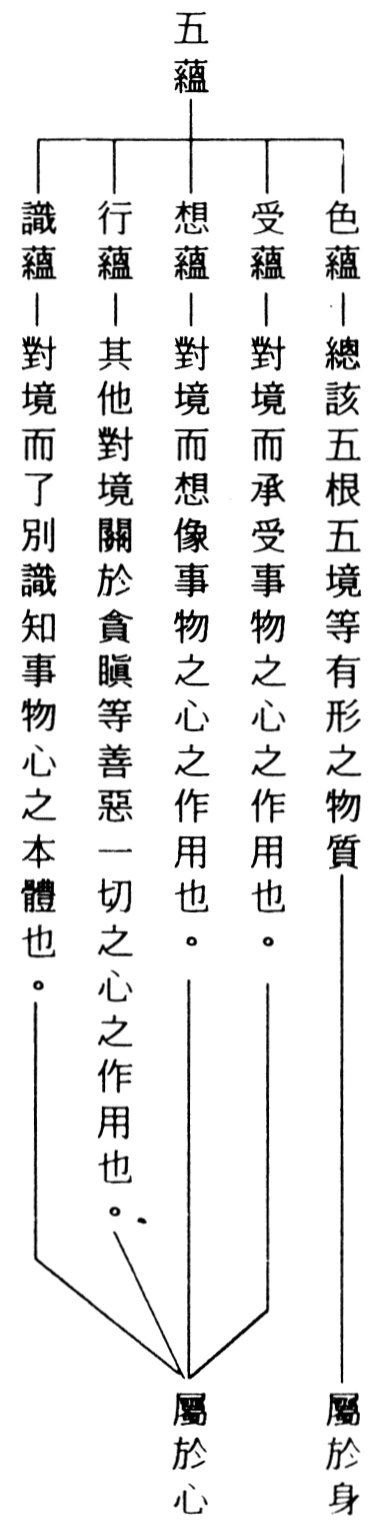 五蘊
色蘊—總該五根五境等有形之物質
受蘊—對境而承受事物之心之作用也。
想蘊—對境而想像事物之心之作用也。
行蘊—其他對境關於貪瞋等善惡一切之心之作用也。
識蘊—對境而了別識知事物心之本體也。
屬於身
屬於心